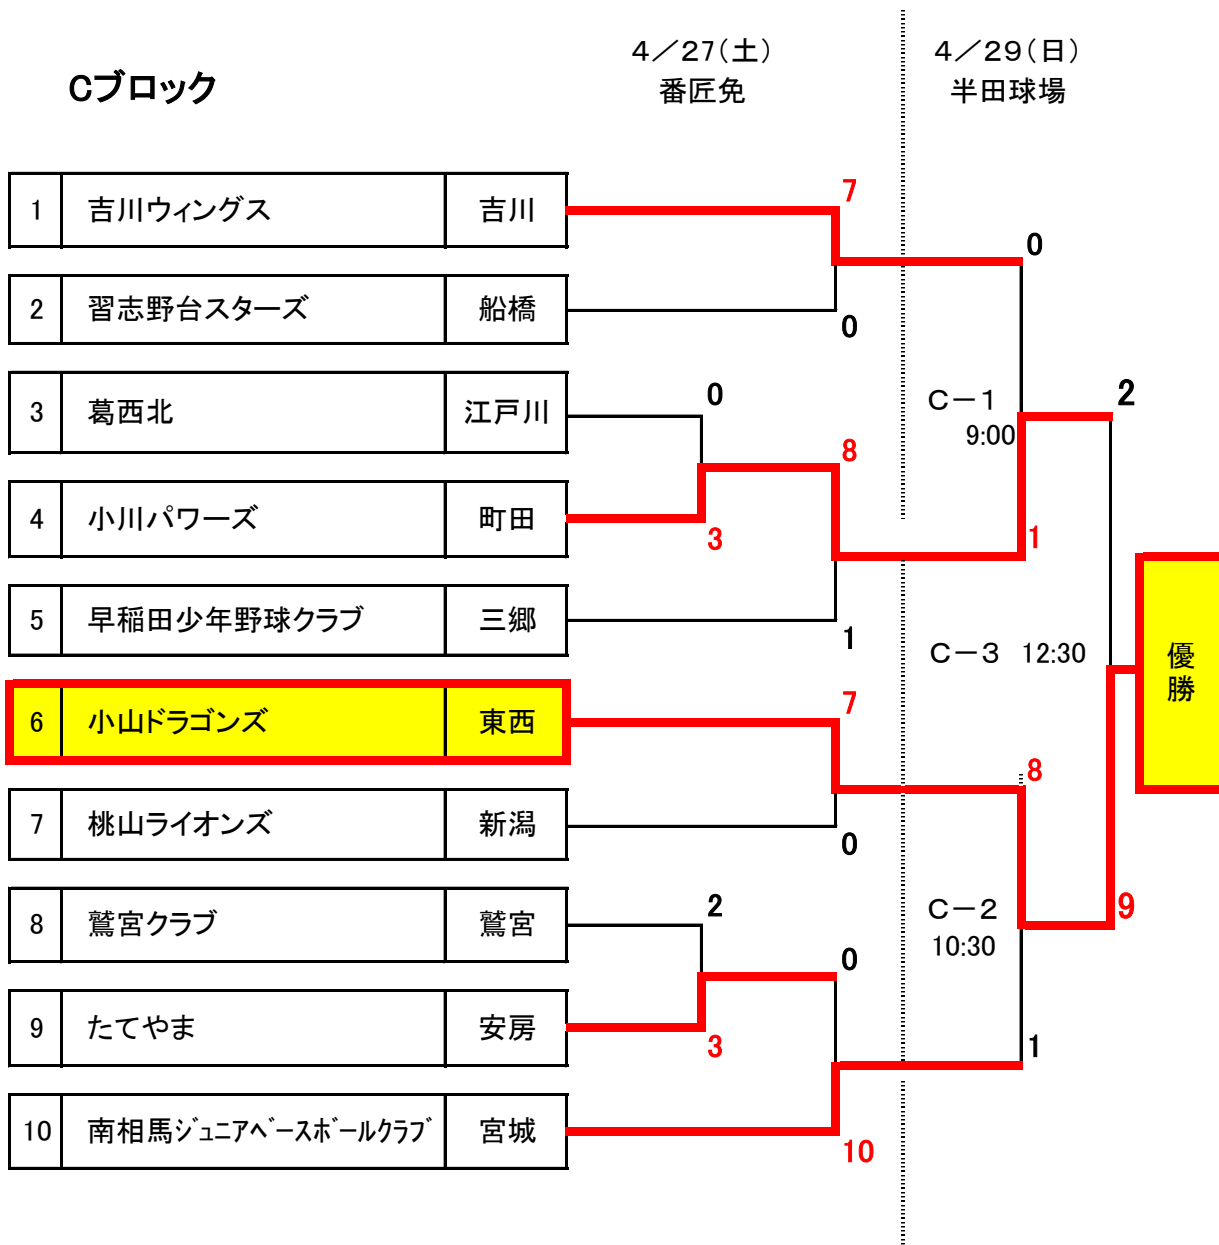 4／27（土）
4／29（日）
Cブロック
番匠免
半田球場
7
1 吉川ウィングス 吉川
0
2 習志野台スターズ 船橋
0
0
2
3 葛西北 江戸川
C－1
9:00
8
4 小川パワーズ 町田
3
1
5 早稲田少年野球クラブ 三郷
1
C－3 12:30
優勝
6 小山ドラゴンズ 東西
7
8
7 桃山ライオンズ 新潟
0
8 鷲宮クラブ 鷲宮
2
C－2
9
10:30
0
9 たてやま 安房
3
1
10 南相馬ジュニアベースボールクラブ 宮城
10